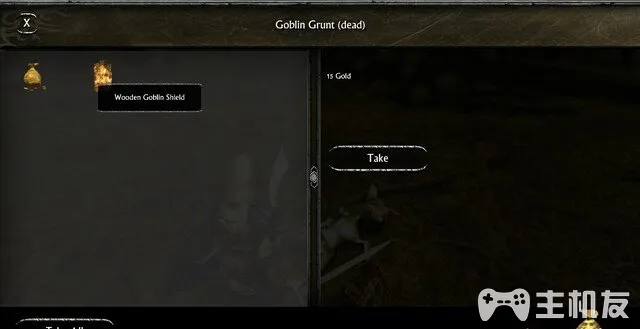 X
Goblin Grunt (dead)
15 Gold
Wooden Goblin Shield
Take
主机友